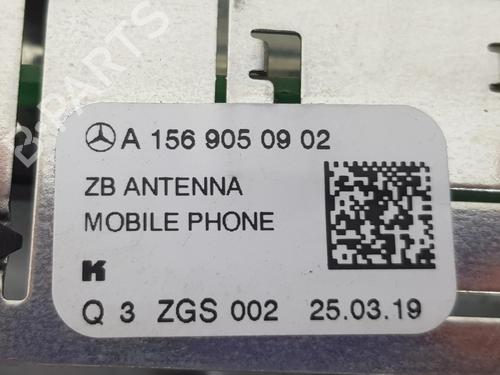 B-PARTS
A 156 905 09 02
ZB ANTENNA
MOBILE PHONE
K
Q 3 ZGS 002 25.03.19